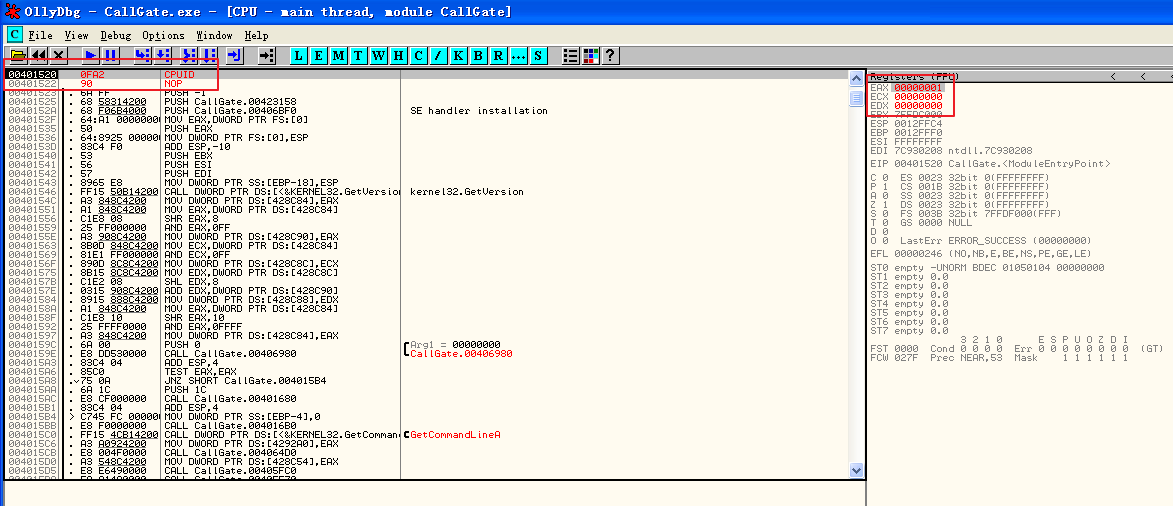 OllyDbg - CallGate.exe - [CPU - main thread, module CallGate]
C File View Debug Options Window Help
L E M T W H C / K B R ... S ?
00401520 0FA2 CPUID
00401522 90 NOP
00401523 . 6A FF PUSH -1
00401525 . 68 58314200 PUSH CallGate.00423158
0040152A . 68 F06B4000 PUSH CallGate.00406BF0 SE handler installation
0040152F . 64:A1 0000000 MOV EAX,DWORD PTR FS:[0]
00401535 . 50 PUSH EAX
00401536 . 64:8925 00000 MOV DWORD PTR FS:[0],ESP
0040153D . 83C4 F0 ADD ESP,-10
00401540 . 53 PUSH EBX
00401541 . 56 PUSH ESI
00401542 . 57 PUSH EDI
00401543 . 8965 E8 MOV DWORD PTR SS:[EBP-18],ESP
00401546 . FF15 50B14200 CALL DWORD PTR DS:[<&KERNEL32.GetVersion kernel32.GetVersion
0040154C . A3 848C4200 MOV DWORD PTR DS:[428C84],EAX
00401551 . A1 848C4200 MOV EAX,DWORD PTR DS:[428C84]
00401556 . C1E8 08 SHR EAX,8
00401559 . 25 FF000000 AND EAX,0FF
0040155E . A3 908C4200 MOV DWORD PTR DS:[428C90],EAX
00401563 . 8B0D 848C4200 MOV ECX,DWORD PTR DS:[428C84]
00401569 . 81E1 FF000000 AND ECX,0FF
0040156F . 890D 8C8C4200 MOV DWORD PTR DS:[428C8C],ECX
00401575 . 8B15 8C8C4200 MOV EDX,DWORD PTR DS:[428C8C]
0040157B . C1E2 08 SHL EDX,8
0040157E . 0315 908C4200 ADD EDX,DWORD PTR DS:[428C90]
00401584 . 8915 888C4200 MOV DWORD PTR DS:[428C88],EDX
0040158A . A1 848C4200 MOV EAX,DWORD PTR DS:[428C84]
0040158F . C1E8 10 SHR EAX,10
00401592 . 25 FFFF0000 AND EAX,0FFFF
00401597 . A3 848C4200 MOV DWORD PTR DS:[428C84],EAX
0040159C . 6A 00 PUSH 0 Arg1 = 00000000
0040159E . E8 DD530000 CALL CallGate.00406980 CallGate.00406980
004015A3 . 83C4 04 ADD ESP,4
004015A6 . 85C0 TEST EAX,EAX
004015A8 . 75 0A JNZ SHORT CallGate.004015B4
004015AA . 6A 1C PUSH 1C
004015AC . E8 CF000000 CALL CallGate.00401680
004015B1 . 83C4 04 ADD ESP,4
004015B4 > C745 FC 00000 MOV DWORD PTR SS:[EBP-4],0
004015BB . E8 F0000000 CALL CallGate.004016B0
004015C0 . FF15 4CB14200 CALL DWORD PTR DS:[<&KERNEL32.GetComman GetCommandLineA
004015C6 . A3 A0924200 MOV DWORD PTR DS:[4292A0],EAX
004015CB . E8 004F0000 CALL CallGate.004064D0
004015D0 . A3 548C4200 MOV DWORD PTR DS:[428C54],EAX
004015D5 . E8 E6490000 CALL CallGate.00405FC0
Registers (FPU) < <
EAX 00000001
ECX 00000000
EDX 00000000
EBX 7FFDC000
ESP 0012FFC4
EBP 0012FFF0
ESI FFFFFFFF
EDI 7C930208 ntdll.7C930208
EIP 00401520 CallGate.<ModuleEntryPoint>
C 0 ES 0023 32bit 0(FFFFFFFF)
P 1 CS 001B 32bit 0(FFFFFFFF)
A 0 SS 0023 32bit 0(FFFFFFFF)
Z 1 DS 0023 32bit 0(FFFFFFFF)
S 0 FS 003B 32bit 7FFDF000(FFF)
T 0 GS 0000 NULL
D 0
O 0 LastErr ERROR_SUCCESS (00000000)
EFL 00000246 (NO,NB,E,BE,NS,PE,GE,LE)
ST0 empty -UNORM BDEC 01050104 00000000
ST1 empty 0.0
ST2 empty 0.0
ST3 empty 0.0
ST4 empty 0.0
ST5 empty 0.0
ST6 empty 0.0
ST7 empty 0.0
3 2 1 0 E S P U O Z D I
FST 0000 Cond 0 0 0 0 Err 0 0 0 0 0 0 0 0 (GT)
FCW 027F Prec NEAR,53 Mask 1 1 1 1 1 1